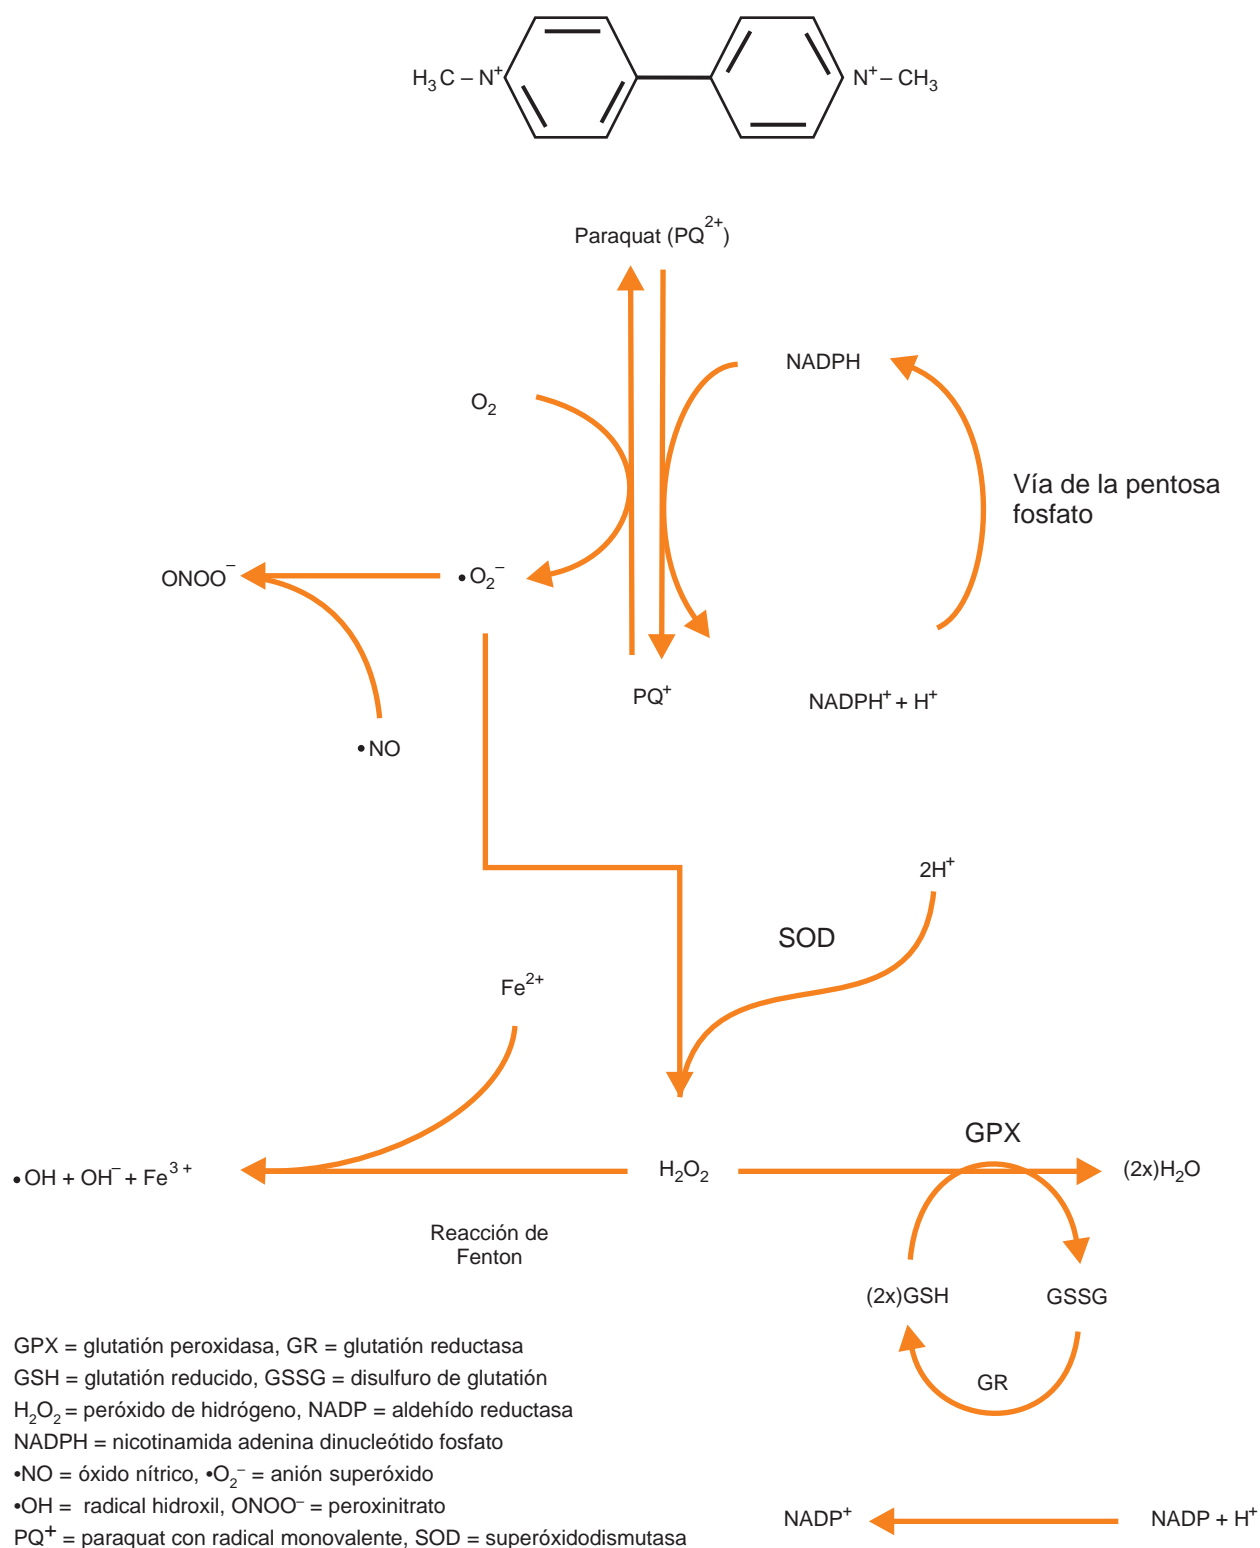 H₃C – N⁺
N⁺ – CH₃
Paraquat (PQ²⁺)
NADPH
O₂
Vía de la pentosa
fosfato
ONOO⁻
•O₂⁻
PQ⁺
NADPH⁺ + H⁺
•NO
2H⁺
SOD
Fe²⁺
GPX
•OH + OH⁻ + Fe³⁺
H₂O₂
(2x)H₂O
Reacción de
Fenton
(2x)GSH
GSSG
GR
GPX = glutatión peroxidasa, GR = glutatión reductasa
GSH = glutatión reducido, GSSG = disulfuro de glutatión
H₂O₂ = peróxido de hidrógeno, NADP = aldehído reductasa
NADPH = nicotinamida adenina dinucleótido fosfato
•NO = óxido nítrico, •O₂⁻ = anión superóxido
•OH = radical hidroxil, ONOO⁻ = peroxinitrato
PQ⁺ = paraquat con radical monovalente, SOD = superóxidodismutasa
NADP⁺
NADP + H⁺